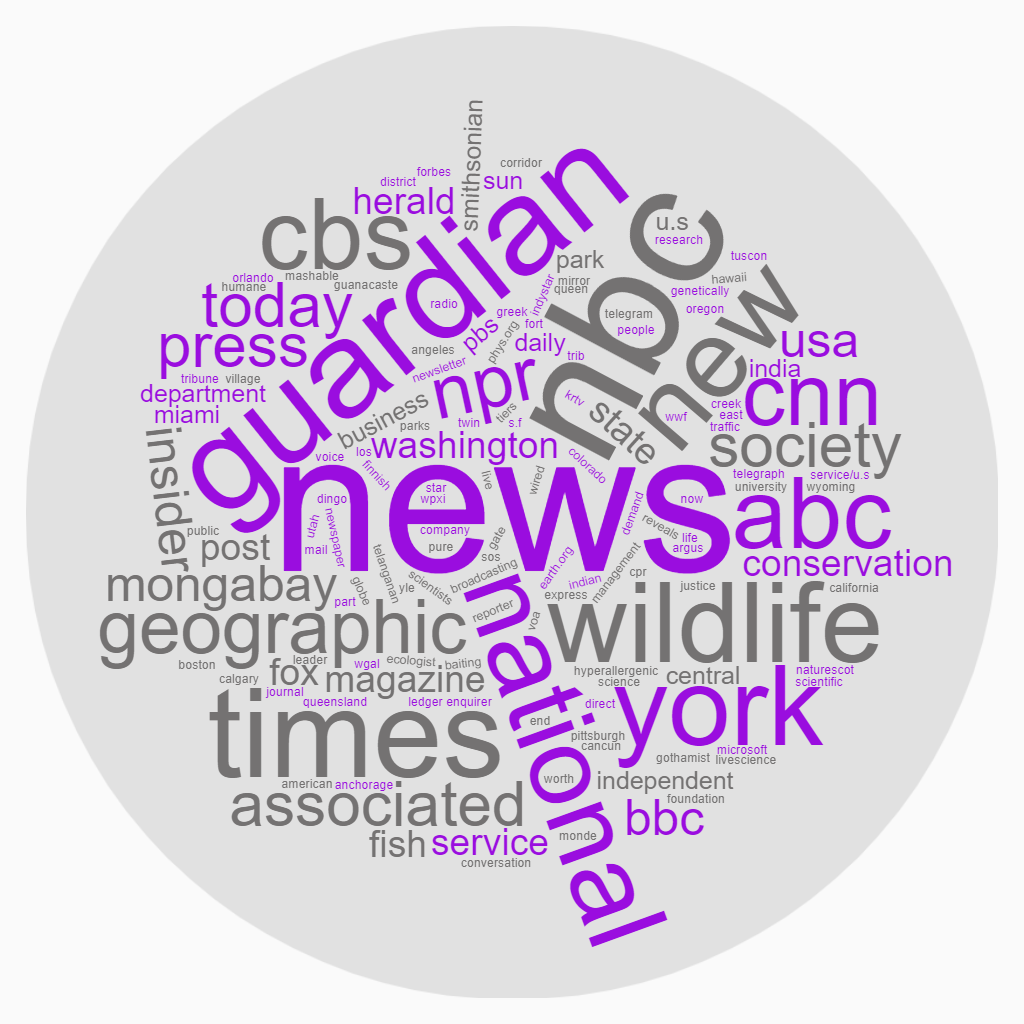 smithsonian
corridor
forbes
district
sun
herald
guardian
cbs
nbc
u.s
research
tuscon
park
mirror
queen
orlando
humane
mashable
guanacaste
hawaii
genetically
oregon
new
today
radio
indystar
telegram
people
greek
fort
phys.org
pbs
daily
trib
usa
press
angeles
newsletter
npr
india
tribune
village
department
miami
business
parks
twin
tiers
s.f
krtv
state
wwf
creek
east
traffic
cnn
society
insider
los
washington
voice
finnish
live
wired
colorado
telegraph
service/u.s
university
wyoming
dingo
star
wpxi
news
now
abc
demand
reveals
life
argus
public
post
utah
newspaper
mail
company
pure
gate
sos
conservation
mongabay
globe
telanganan
yle
scientists
broadcasting
earth.org
indian
express
management
cpr
justice
california
part
reporter
voa
national
wildlife
geographic
boston
calgary
leader
fox
wgal
ecologist
baiting
magazine
hyperallergenic
science
central
naturescot
scientific
journal
queensland
ledger enquirer
direct
york
times
end
pittsburgh
cancun
microsoft
gothamist
livescience
american
anchorage
worth
independent
foundation
associated
bbc
fish
service
monde
conversation